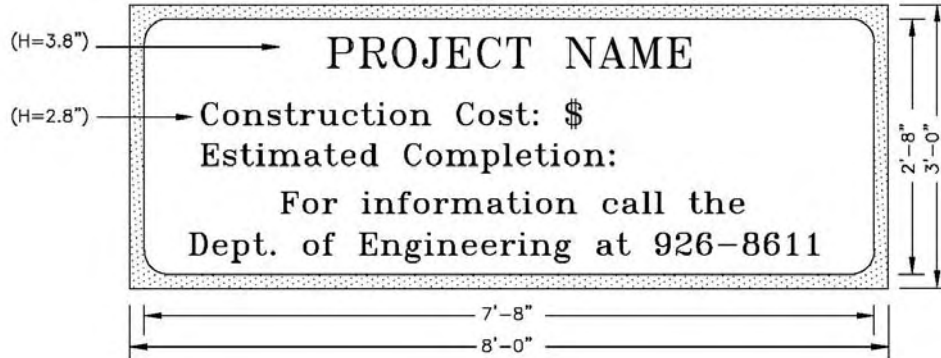 (H=3.8")
PROJECT NAME
(H=2.8")
Construction Cost: $
Estimated Completion:
For information call the
Dept. of Engineering at 926-8611
2'-8"
3'-0"
7'-8"
8'-0"